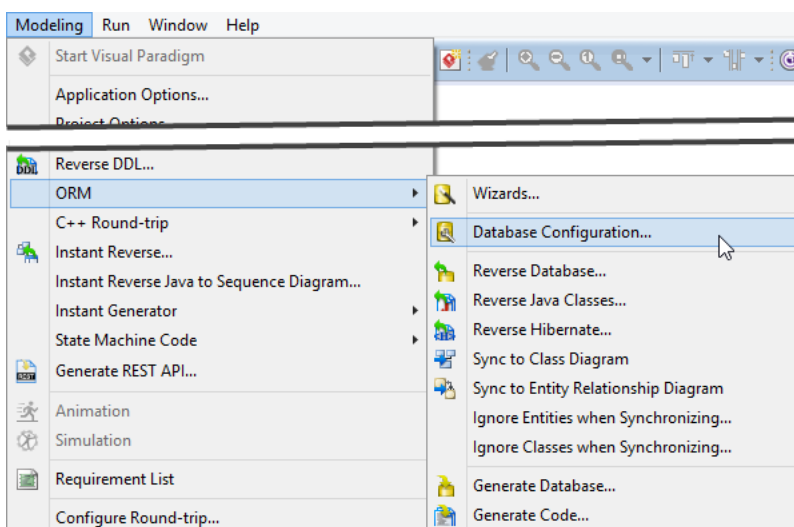 Modeling Run Window Help
Start Visual Paradigm
Application Options...
Project Options...
Reverse DDL...
ORM
C++ Round-trip
Instant Reverse...
Instant Reverse Java to Sequence Diagram...
Instant Generator
State Machine Code
Generate REST API...
Animation
Simulation
Requirement List
Configure Round-trip...
Wizards...
Database Configuration...
Reverse Database...
Reverse Java Classes...
Reverse Hibernate...
Sync to Class Diagram
Sync to Entity Relationship Diagram
Ignore Entities when Synchronizing...
Ignore Classes when Synchronizing...
Generate Database...
Generate Code...